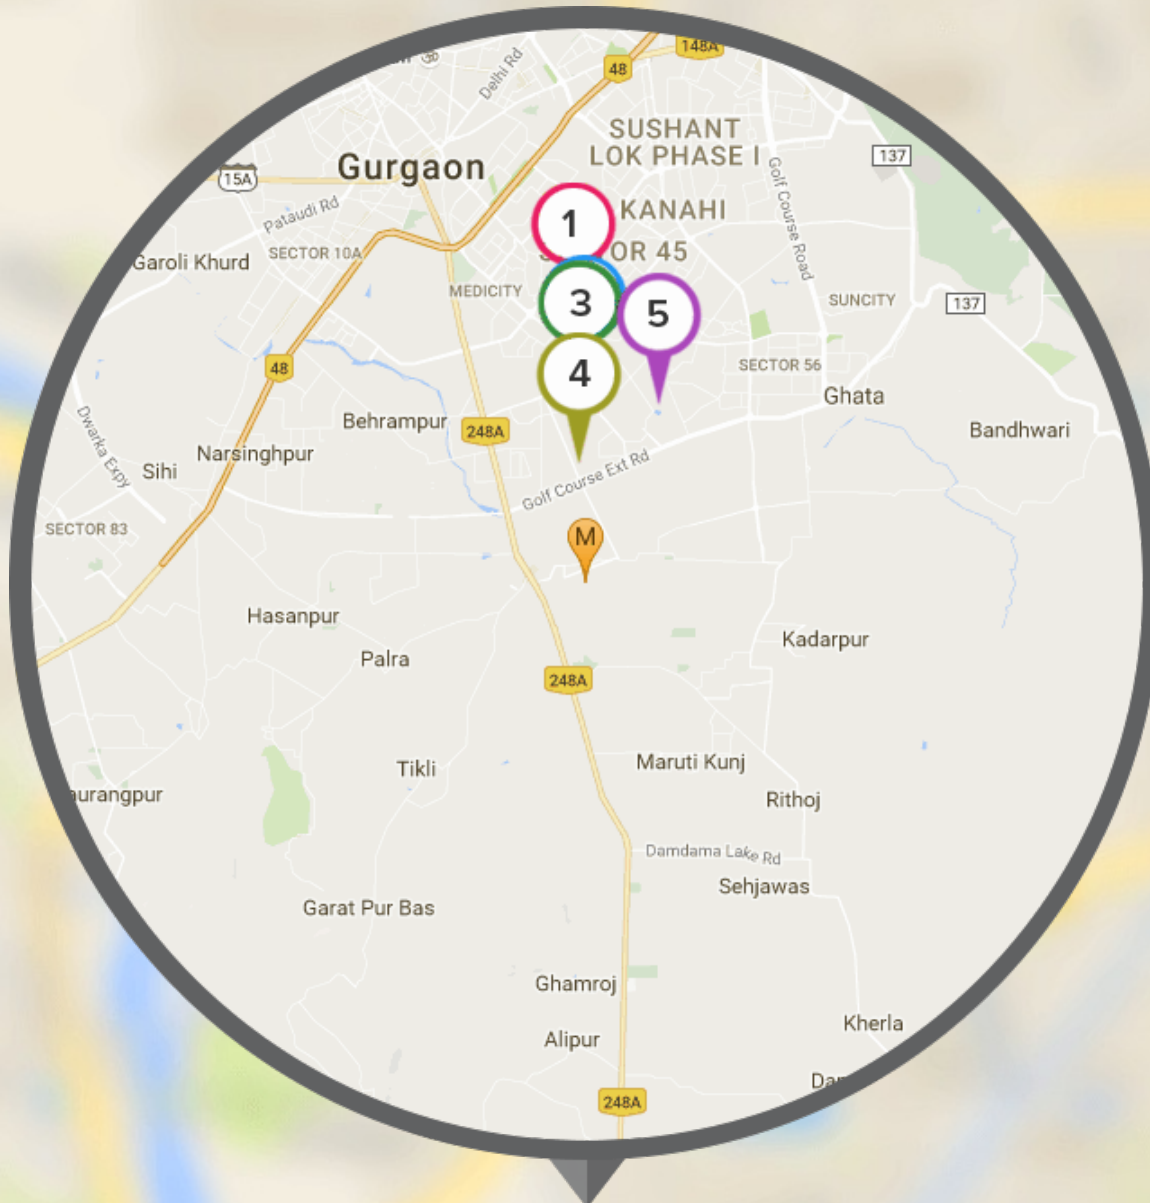 148A
48
Delhi Rd
SUSHANT
LOK PHASE I
137
Gurgaon
15A
Golf Course Road
Pataudi Rd
1
KANAHI
SECTOR 10A
OR 45
Garoli Khurd
MEDICITY
3
5
SUNCITY
137
48
4
SECTOR 56
Ghata
Behrampur
248A
Bandhwari
Dwarka Expy
Narsinghpur
Sihi
Golf Course Ext Rd
SECTOR 83
M
Hasanpur
Kadarpur
Palra
248A
Maruti Kunj
Tikli
aurangpur
Rithoj
Damdama Lake Rd
Sehjawas
Garat Pur Bas
Ghamroj
Kherla
Alipur
Dar
248A